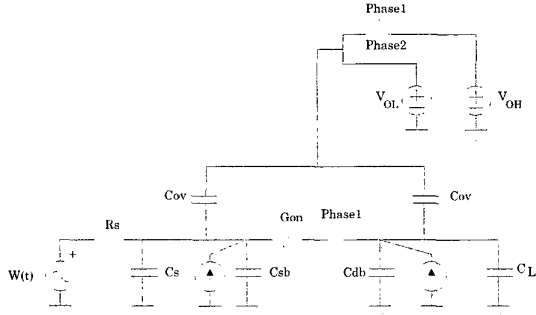 Phase1
Phase2
VOL
VOH
Cov
Cov
Rs
Gon
Phase1
+
W(t)
Cs
Csb
Cdb
CL